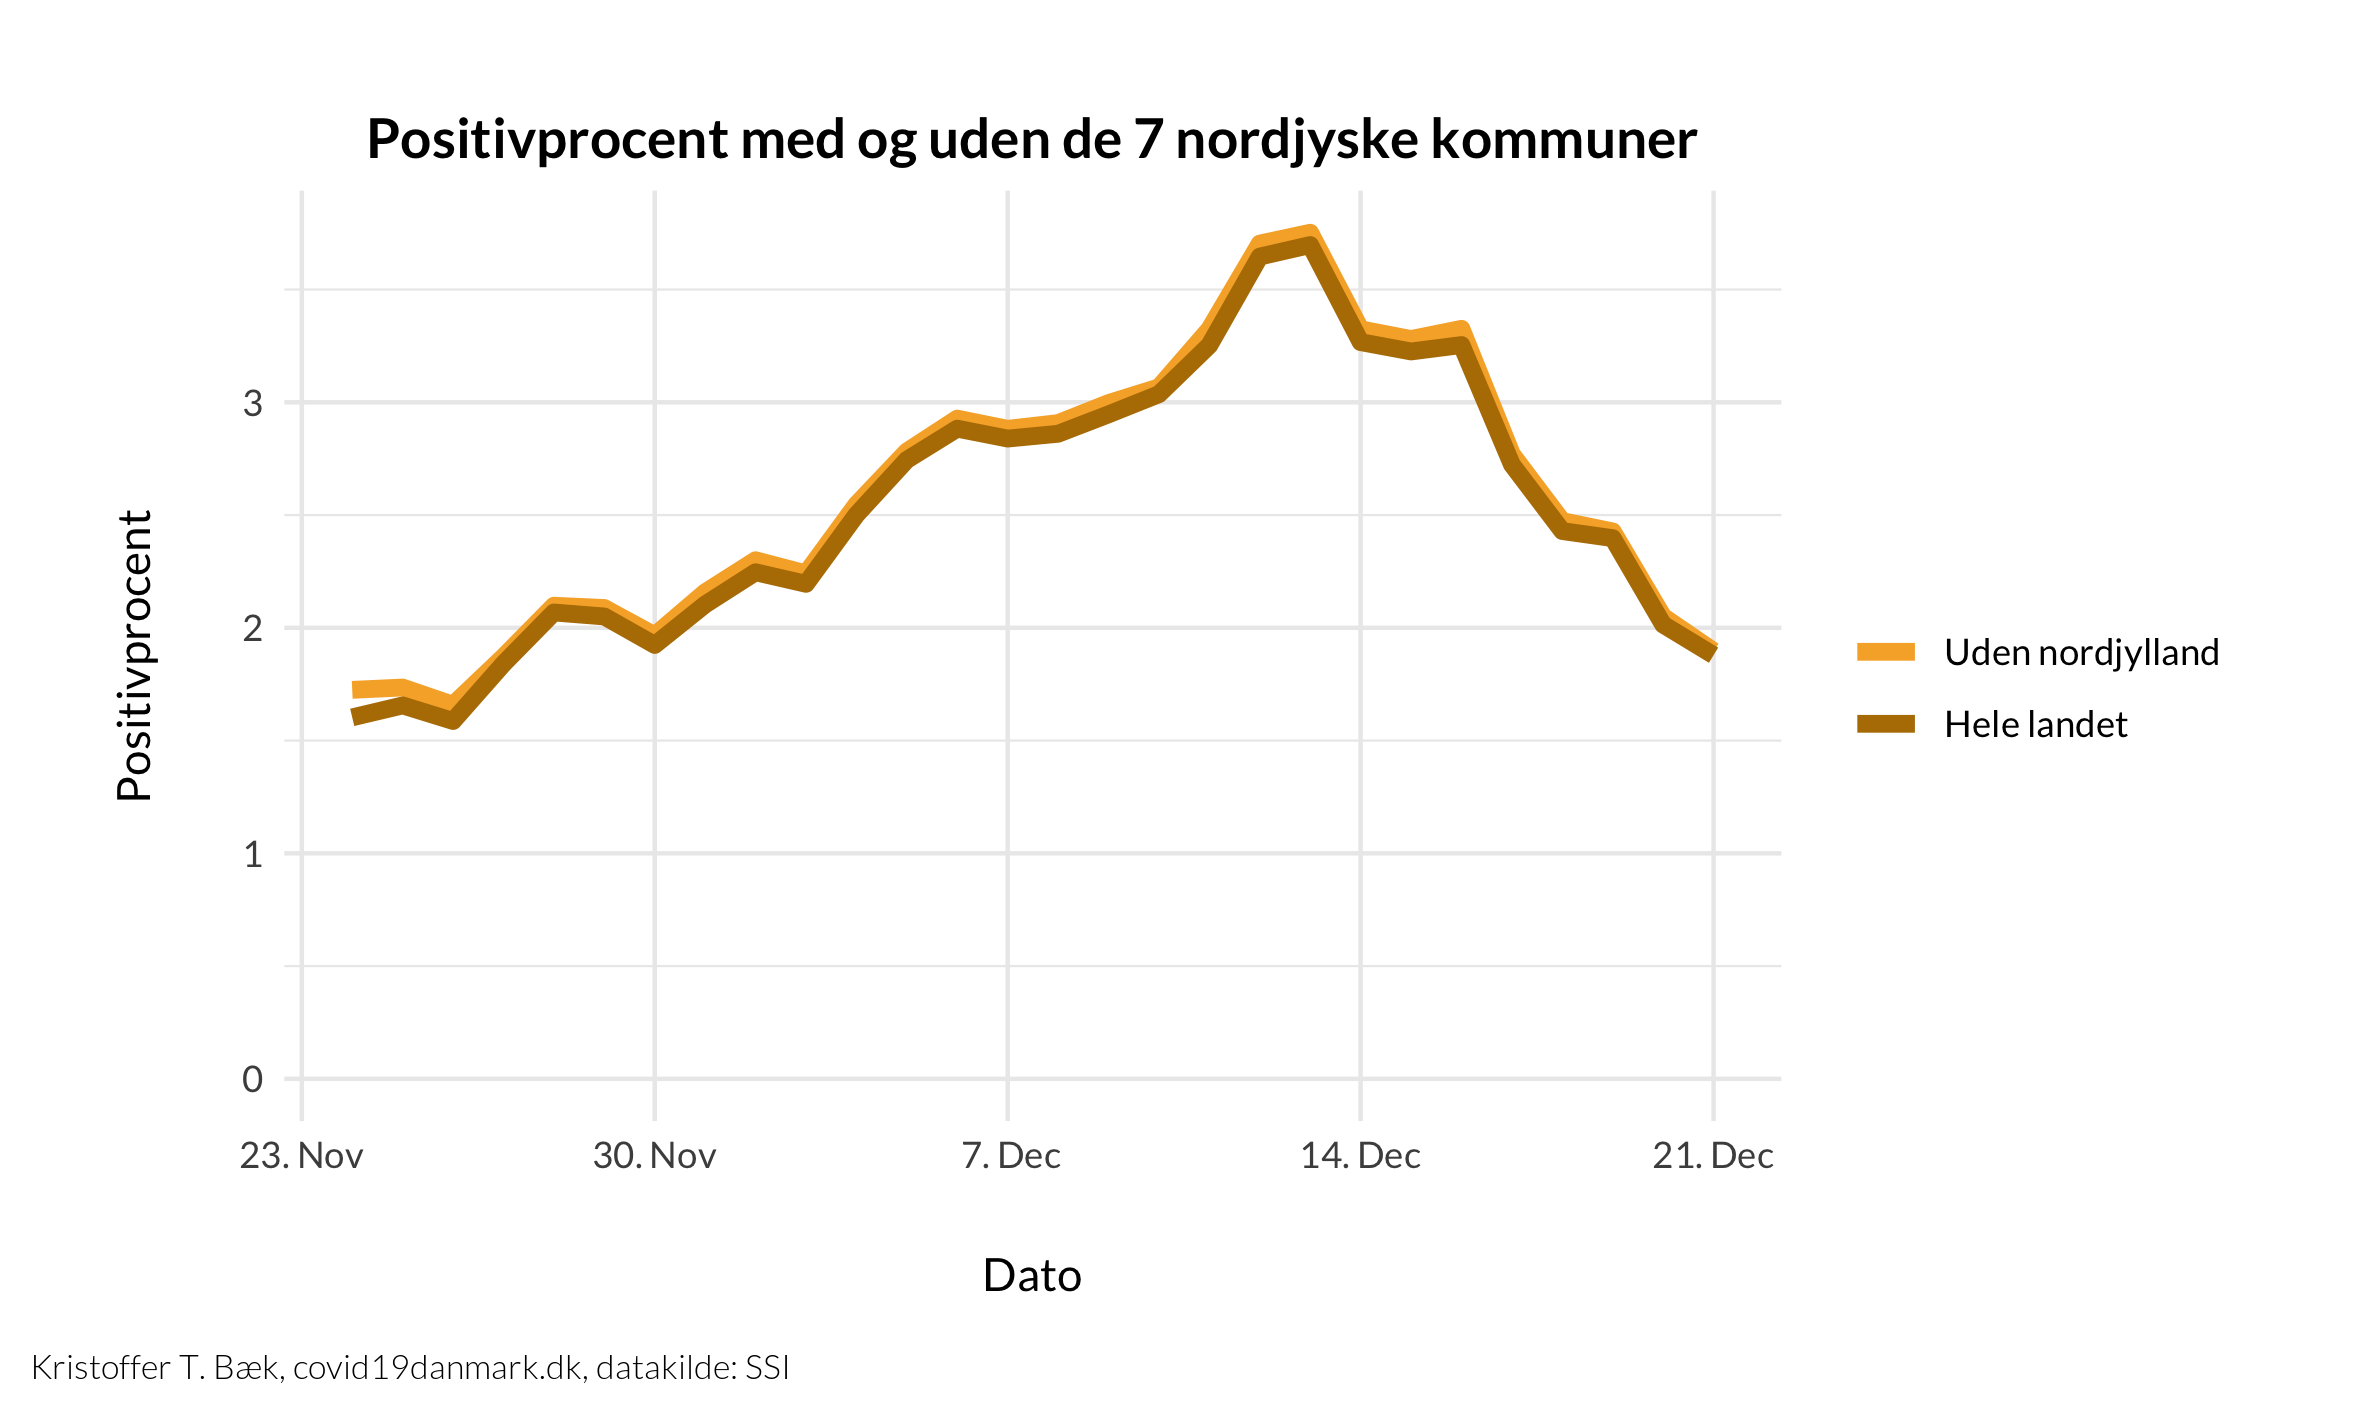 Positivprocent med og uden de 7 nordjyske kommuner
Positivprocent
3
2
1
0
23. Nov
30. Nov
7. Dec
14. Dec
21. Dec
Dato
Uden nordjylland
Hele landet
Kristoffer T. Bæk, covid19danmark.dk, datakilde: SSI